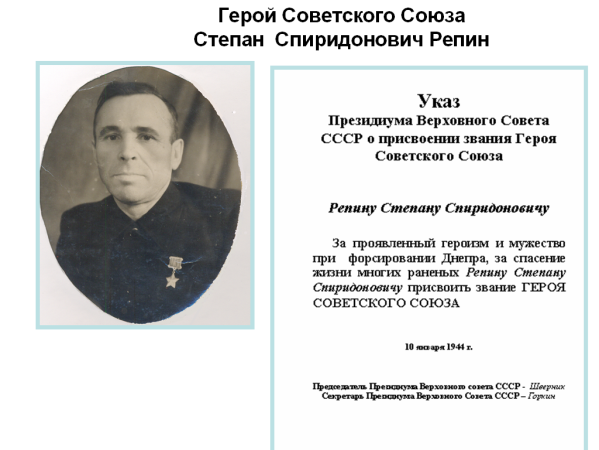 Герой Советского Союза
Степан Спиридонович Репин
Указ
Президиума Верховного Совета
СССР о присвоении звания Героя
Советского Союза
Репину Степану Спиридоновичу
За проявленный героизм и мужество
при форсировании Днепра, за спасение
жизни многих раненых Репину Степану
Спиридоновичу присвоить звание ГЕРОЯ
СОВЕТСКОГО СОЮЗА
10 января 1944 г.
Председатель Президиума Верховного совета СССР - Шверник
Секретарь Президиума Верховного Совета СССР – Горкин